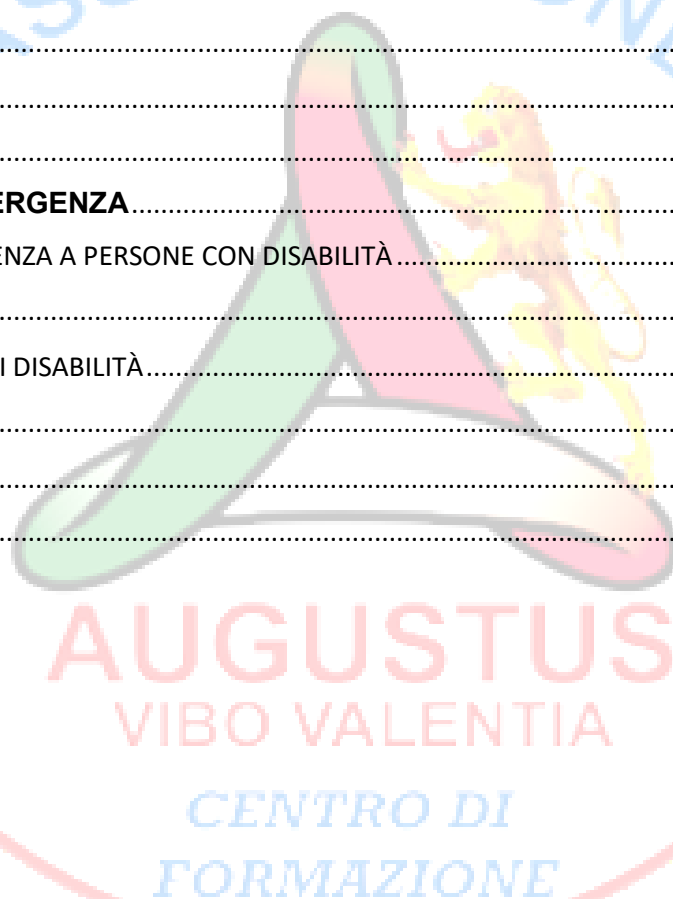 ERGENZA
ENZA A PERSONE CON DISABILITÀ
I DISABILITÀ
AUGUSTUS
VIBO VALENTIA
CENTRO DI
FORMAZIONE